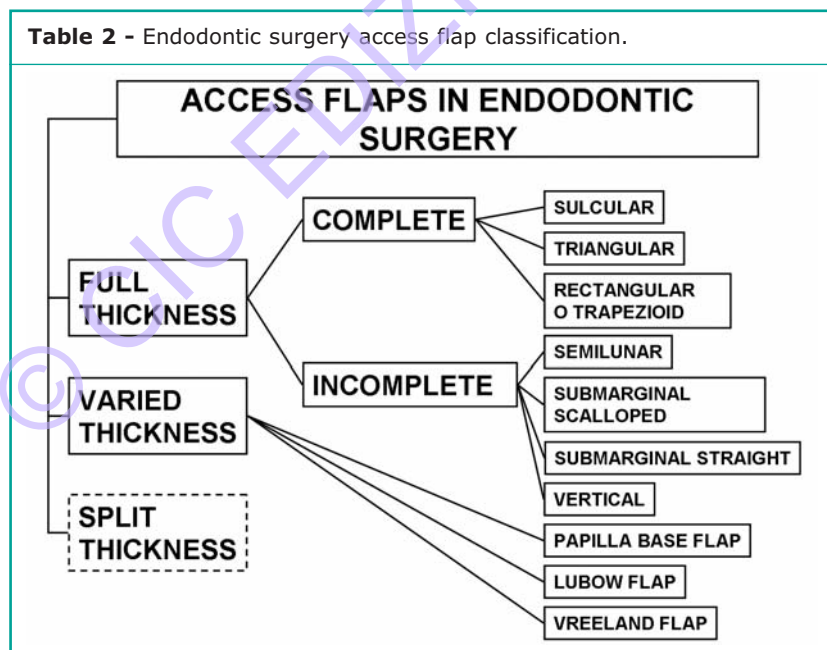 Table 2 - Endodontic surgery access flap classification.
ACCESS FLAPS IN ENDODONTIC
SURGERY
COMPLETE
SULCULAR
TRIANGULAR
RECTANGULAR
O TRAPEZIOID
FULL
THICKNESS
INCOMPLETE
SEMILUNAR
SUBMARGINAL
SCALLOPED
SUBMARGINAL STRAIGHT
VERTICAL
VARIED
THICKNESS
PAPILLA BASE FLAP
LUBOW FLAP
VREELAND FLAP
SPLIT
THICKNESS
© CIC EDIZ